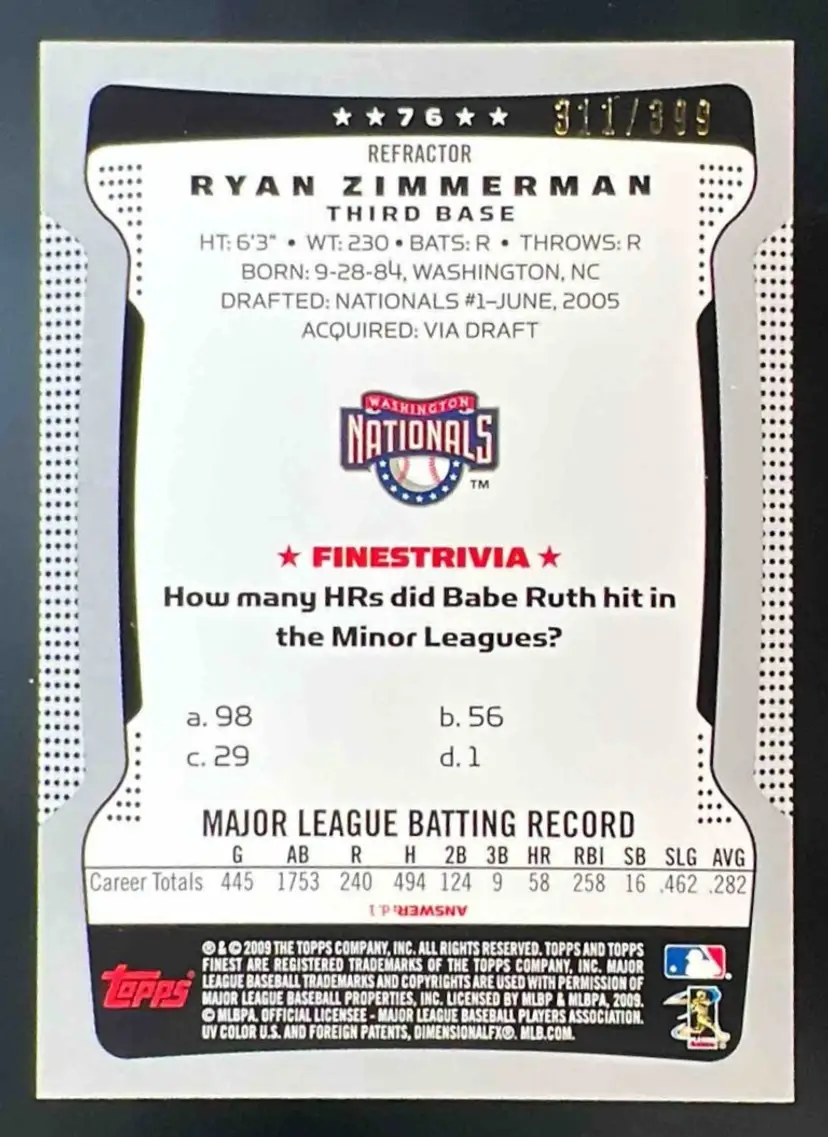 ★ ★ 76 ★ ★ 311/399
REFRACTOR
RYAN ZIMMERMAN
THIRD BASE
HT: 6'3" • WT: 230 • BATS: R • THROWS: R
BORN: 9-28-84, WASHINGTON, NC
DRAFTED: NATIONALS #1–JUNE, 2005
ACQUIRED: VIA DRAFT
WASHINGTON
NATIONALS
TM
★ FINESTRIVIA ★
How many HRs did Babe Ruth hit in
the Minor Leagues?
a. 98 b. 56
c. 29 d. 1
MAJOR LEAGUE BATTING RECORD
G AB R H 2B 3B HR RBI SB SLG AVG
Career Totals 445 1753 240 494 124 9 58 258 16 .462 .282
ANSWER: d. 1
® & © 2009 THE TOPPS COMPANY, INC. ALL RIGHTS RESERVED. TOPPS AND TOPPS
FINEST ARE REGISTERED TRADEMARKS OF THE TOPPS COMPANY, INC. MAJOR
LEAGUE BASEBALL TRADEMARKS AND COPYRIGHTS ARE USED WITH PERMISSION OF
MAJOR LEAGUE BASEBALL PROPERTIES, INC. LICENSED BY MLBP & MLBPA, 2009.
© MLBPA. OFFICIAL LICENSEE - MAJOR LEAGUE BASEBALL PLAYERS ASSOCIATION.
UV COLOR U.S. AND FOREIGN PATENTS, DIMENSIONALFX®. MLB.COM.
Topps®